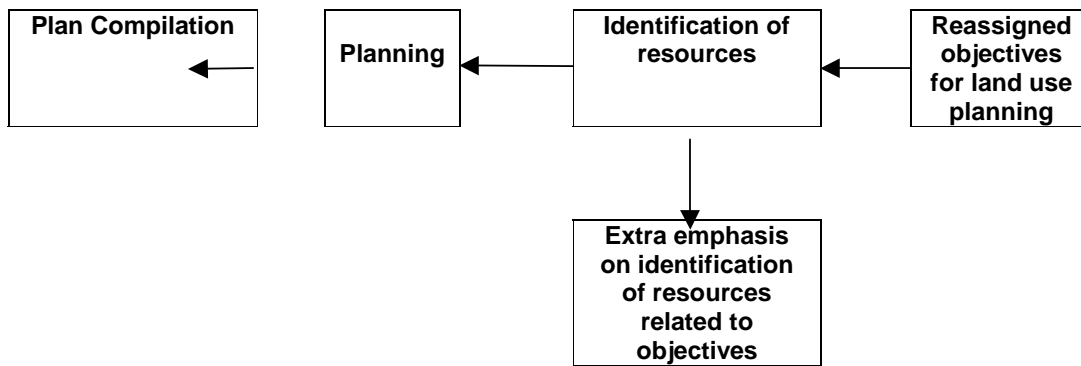 Plan Compilation
Planning
Identification of
resources
Reassigned
objectives
for land use
planning
Extra emphasis
on identification
of resources
related to
objectives